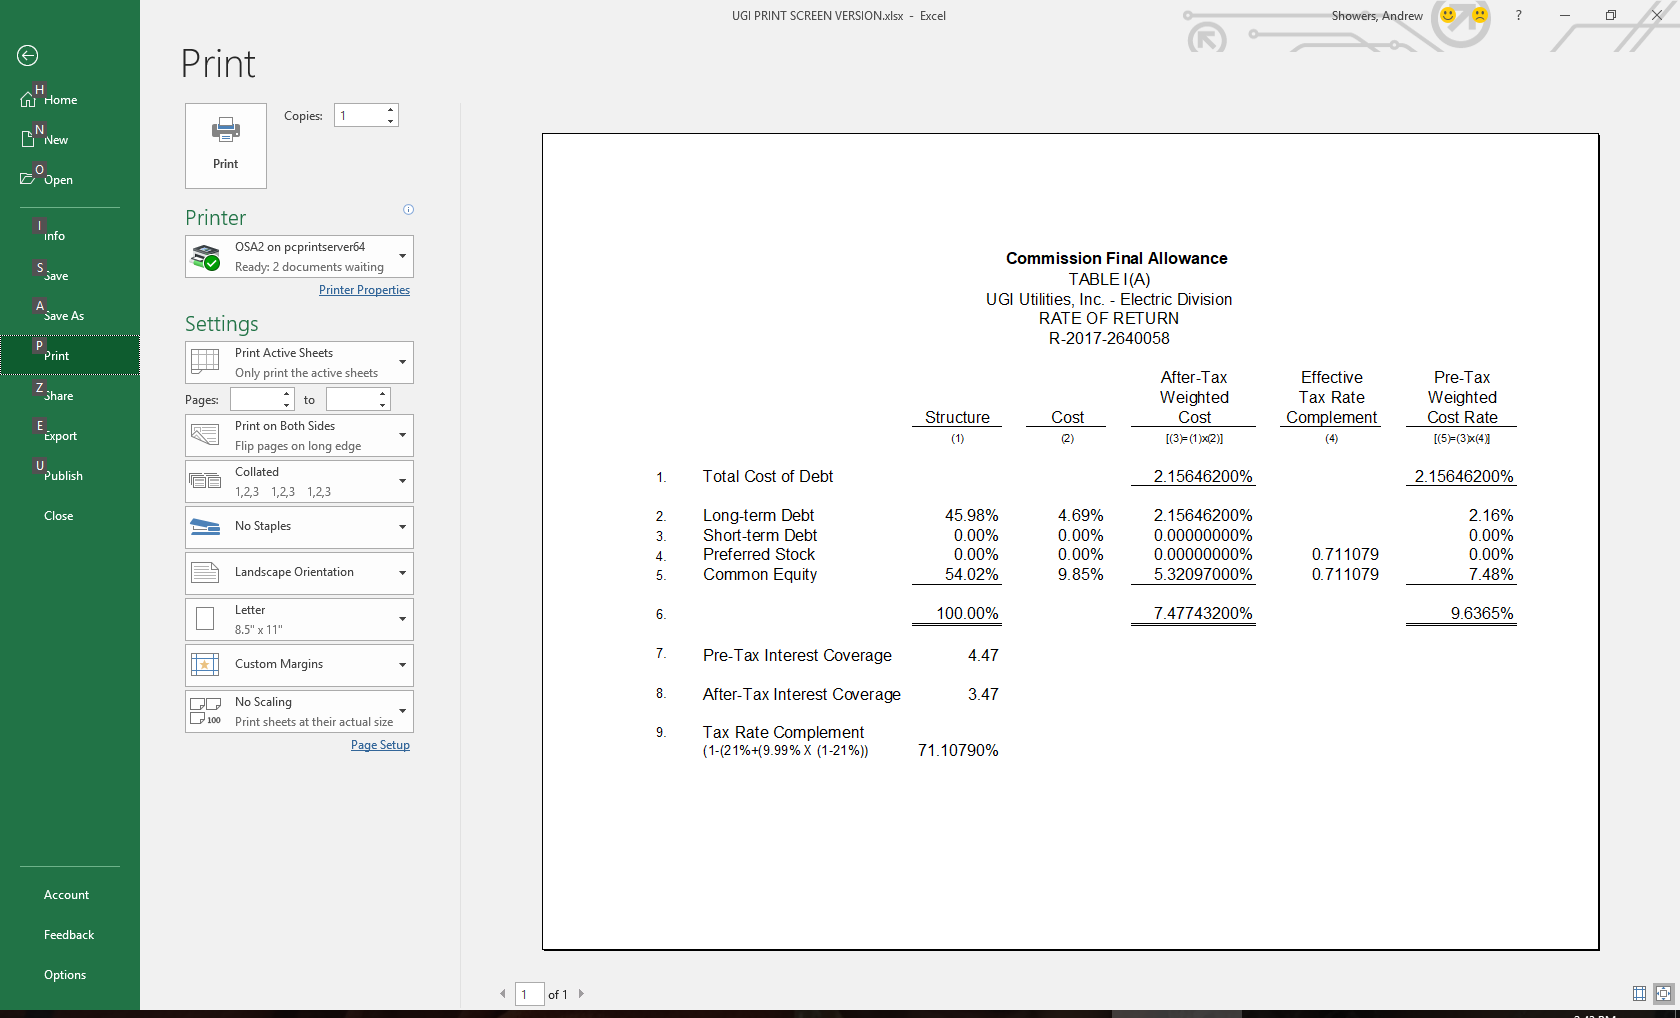 UGI PRINT SCREEN VERSION.xlsx - Excel
Showers, Andrew
?
Print
H
Home
N
New
O
Open
I
Info
S
Save
A
Save As
P
Print
Z
Share
E
Export
U
Publish
Close
Account
Feedback
Options
Print
Copies: 1
Printer
OSA2 on pcprintserver64
Ready: 2 documents waiting
Printer Properties
Settings
Print Active Sheets
Only print the active sheets
Pages: to
Print on Both Sides
Flip pages on long edge
Collated
1,2,3 1,2,3 1,2,3
No Staples
Landscape Orientation
Letter
8.5" x 11"
Custom Margins
No Scaling
100 Print sheets at their actual size
Page Setup
Commission Final Allowance
TABLE I(A)
UGI Utilities, Inc. - Electric Division
RATE OF RETURN
R-2017-2640058
After-Tax Effective Pre-Tax
Weighted Tax Rate Weighted
Structure Cost Cost Complement Cost Rate
(1) (2) [(3)=(1)x(2)] (4) [(5)=(3)x(4)]
1. Total Cost of Debt 2.15646200% 2.15646200%
2. Long-term Debt 45.98% 4.69% 2.15646200% 2.16%
3. Short-term Debt 0.00% 0.00% 0.00000000% 0.00%
4. Preferred Stock 0.00% 0.00% 0.00000000% 0.711079 0.00%
5. Common Equity 54.02% 9.85% 5.32097000% 0.711079 7.48%
6. 100.00% 7.47743200% 9.6365%
7. Pre-Tax Interest Coverage 4.47
8. After-Tax Interest Coverage 3.47
9. Tax Rate Complement
(1-(21%+(9.99% X (1-21%)) 71.10790%
1 of 1